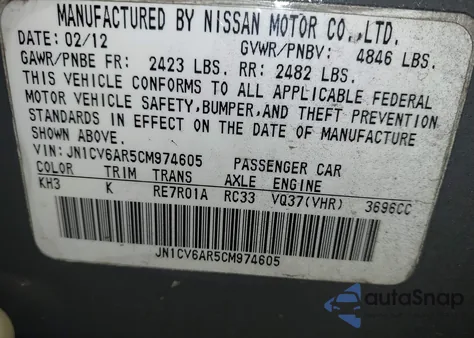 MANUFACTURED BY NISSAN MOTOR CO., LTD.
DATE: 02/12 GVWR/PNBV: 4846 LBS.
GAWR/PNBE FR: 2423 LBS. RR: 2482 LBS.
THIS VEHICLE CONFORMS TO ALL APPLICABLE FEDERAL
MOTOR VEHICLE SAFETY, BUMPER, AND THEFT PREVENTION
STANDARDS IN EFFECT ON THE DATE OF MANUFACTURE
SHOWN ABOVE.
VIN: JN1CV6AR5CM974605 PASSENGER CAR
COLOR TRIM TRANS AXLE ENGINE
KH3 K RE7R01A RC33 VQ37(VHR) 3696CC
JN1CV6AR5CM974605
autoSnap